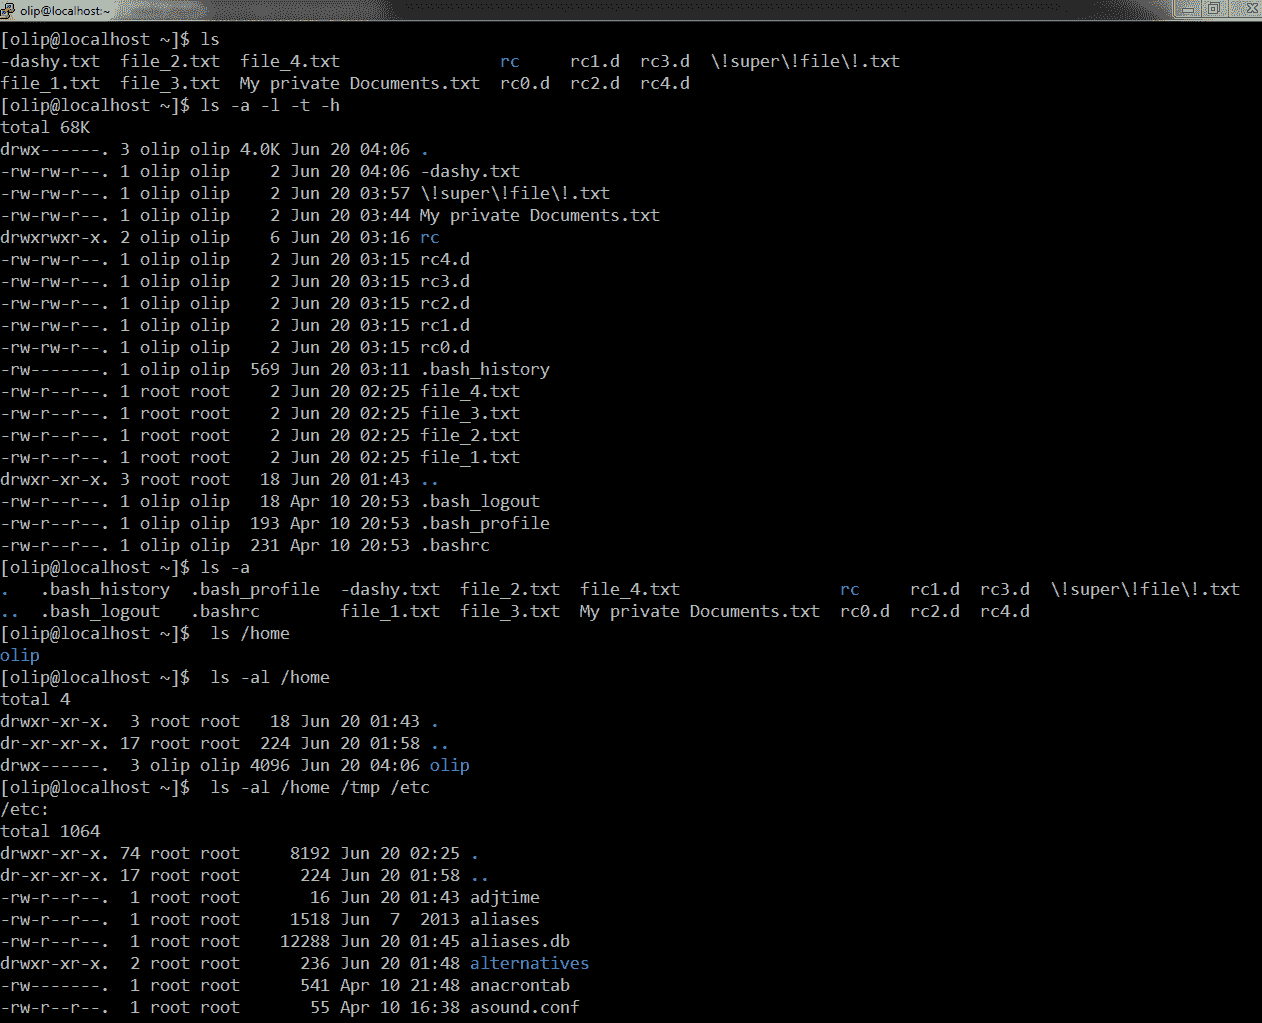 olip@localhost:~
[olip@localhost ~]$ ls
-dashy.txt  file_2.txt  file_4.txt                rc     rc1.d  rc3.d  \!super\!file\!.txt
file_1.txt  file_3.txt  My private Documents.txt  rc0.d  rc2.d  rc4.d
[olip@localhost ~]$ ls -a -l -t -h
total 68K
drwx------. 3 olip olip 4.0K Jun 20 04:06 .
-rw-rw-r--. 1 olip olip    2 Jun 20 04:06 -dashy.txt
-rw-rw-r--. 1 olip olip    2 Jun 20 03:57 \!super\!file\!.txt
-rw-rw-r--. 1 olip olip    2 Jun 20 03:44 My private Documents.txt
drwxrwxr-x. 2 olip olip    6 Jun 20 03:16 rc
-rw-rw-r--. 1 olip olip    2 Jun 20 03:15 rc4.d
-rw-rw-r--. 1 olip olip    2 Jun 20 03:15 rc3.d
-rw-rw-r--. 1 olip olip    2 Jun 20 03:15 rc2.d
-rw-rw-r--. 1 olip olip    2 Jun 20 03:15 rc1.d
-rw-rw-r--. 1 olip olip    2 Jun 20 03:15 rc0.d
-rw-------. 1 olip olip  569 Jun 20 03:11 .bash_history
-rw-r--r--. 1 root root    2 Jun 20 02:25 file_4.txt
-rw-r--r--. 1 root root    2 Jun 20 02:25 file_3.txt
-rw-r--r--. 1 root root    2 Jun 20 02:25 file_2.txt
-rw-r--r--. 1 root root    2 Jun 20 02:25 file_1.txt
drwxr-xr-x. 3 root root   18 Jun 20 01:43 ..
-rw-r--r--. 1 olip olip   18 Apr 10 20:53 .bash_logout
-rw-r--r--. 1 olip olip  193 Apr 10 20:53 .bash_profile
-rw-r--r--. 1 olip olip  231 Apr 10 20:53 .bashrc
[olip@localhost ~]$ ls -a
.   .bash_history  .bash_profile  -dashy.txt  file_2.txt  file_4.txt                rc     rc1.d  rc3.d  \!super\!file\!.txt
..  .bash_logout   .bashrc        file_1.txt  file_3.txt  My private Documents.txt  rc0.d  rc2.d  rc4.d
[olip@localhost ~]$  ls /home
olip
[olip@localhost ~]$  ls -al /home
total 4
drwxr-xr-x.  3 root root   18 Jun 20 01:43 .
dr-xr-xr-x. 17 root root  224 Jun 20 01:58 ..
drwx------.  3 olip olip 4096 Jun 20 04:06 olip
[olip@localhost ~]$  ls -al /home /tmp /etc
/etc:
total 1064
drwxr-xr-x. 74 root root     8192 Jun 20 02:25 .
dr-xr-xr-x. 17 root root      224 Jun 20 01:58 ..
-rw-r--r--.  1 root root       16 Jun 20 01:43 adjtime
-rw-r--r--.  1 root root     1518 Jun  7  2013 aliases
-rw-r--r--.  1 root root    12288 Jun 20 01:45 aliases.db
drwxr-xr-x.  2 root root      236 Jun 20 01:48 alternatives
-rw-------.  1 root root      541 Apr 10 21:48 anacrontab
-rw-r--r--.  1 root root       55 Apr 10 16:38 asound.conf